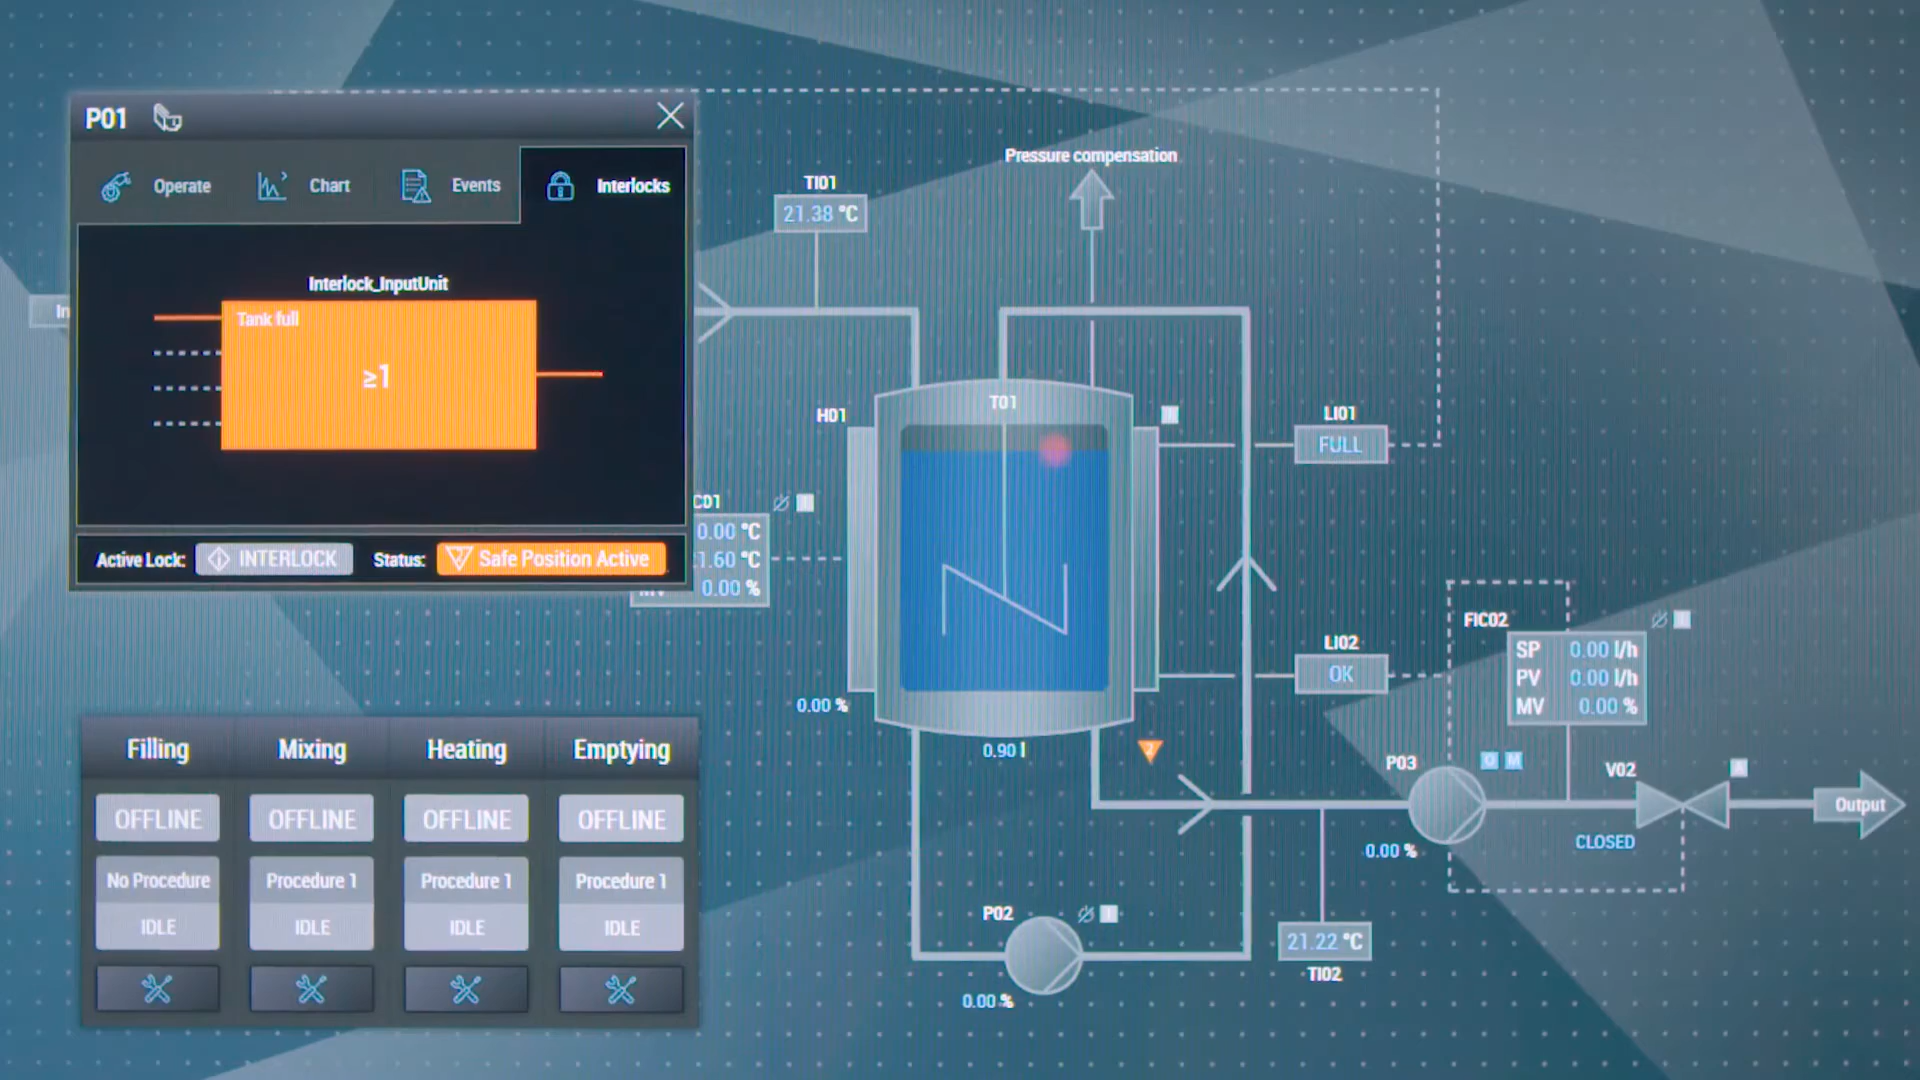 P01
Operate
Chart
Events
Interlocks
Interlock_InputUnit
Tank full
≥1
Active Lock:
INTERLOCK
Status:
Safe Position Active
Pressure compensation
TI01
21.38 °C
T01
H01
LI01
FULL
0.00 °C
.60 °C
0.00 %
LI02
OK
FIC02
SP 0.00 l/h
PV 0.00 l/h
MV 0.00 %
0.00 %
0.90 l
P03
0.00 %
V02
CLOSED
Output
P02
0.00 %
21.22 °C
TI02
Filling
Mixing
Heating
Emptying
OFFLINE
OFFLINE
OFFLINE
OFFLINE
No Procedure
Procedure 1
Procedure 1
Procedure 1
IDLE
IDLE
IDLE
IDLE